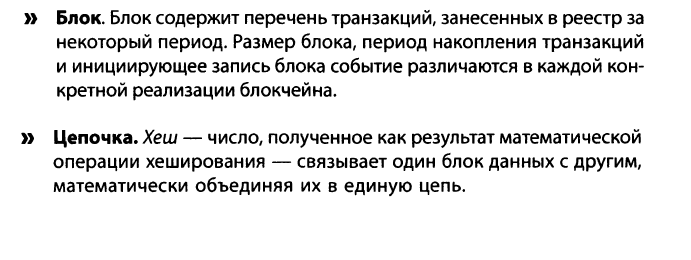 » Блок. Блок содержит перечень транзакций, занесенных в реестр за
некоторый период. Размер блока, период накопления транзакций
и инициирующее запись блока событие различаются в каждой кон-
кретной реализации блокчейна.
» Цепочка. Хеш — число, полученное как результат математической
операции хеширования — связывает один блок данных с другим,
математически объединяя их в единую цепь.